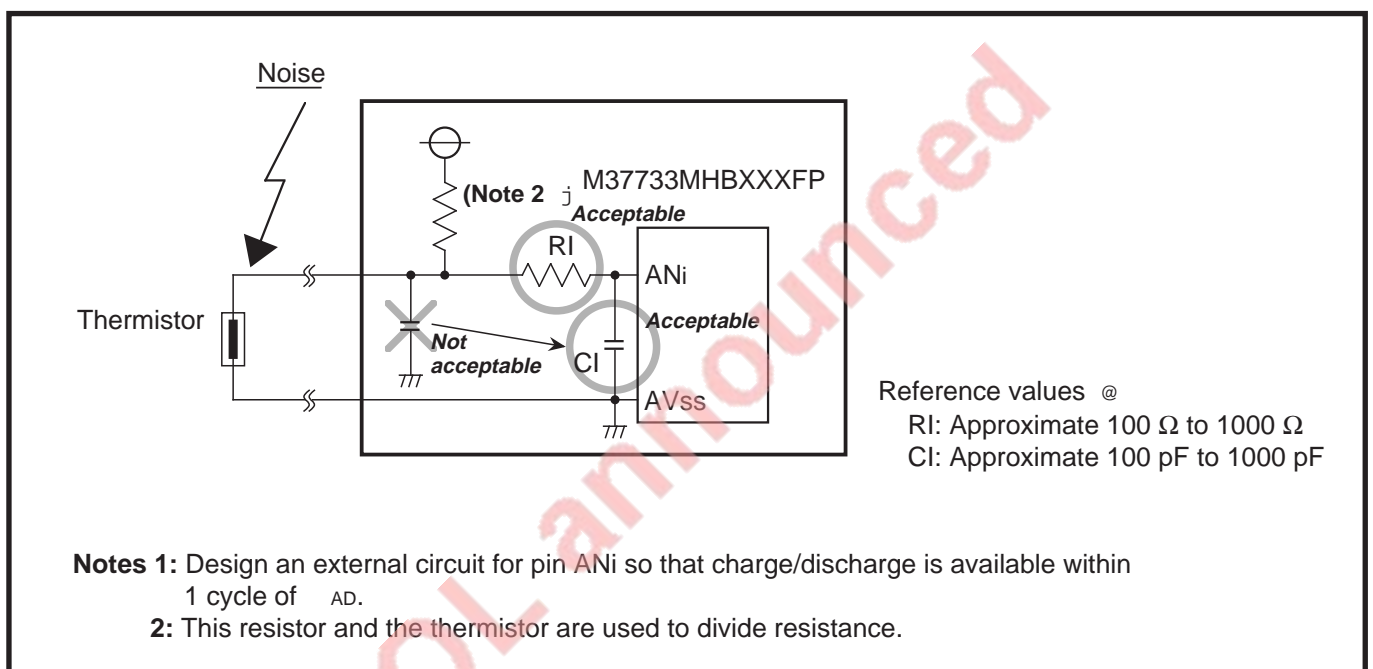 Noise
M37733MHBXXXFP
(Note 2 j
Acceptable
RI
ANi
Thermistor
Acceptable
Not
acceptable
CI
AVss
Reference values @
RI: Approximate 100 Ω to 1000 Ω
CI: Approximate 100 pF to 1000 pF
Notes 1: Design an external circuit for pin ANi so that charge/discharge is available within
1 cycle of AD.
2: This resistor and the thermistor are used to divide resistance.
OL announced